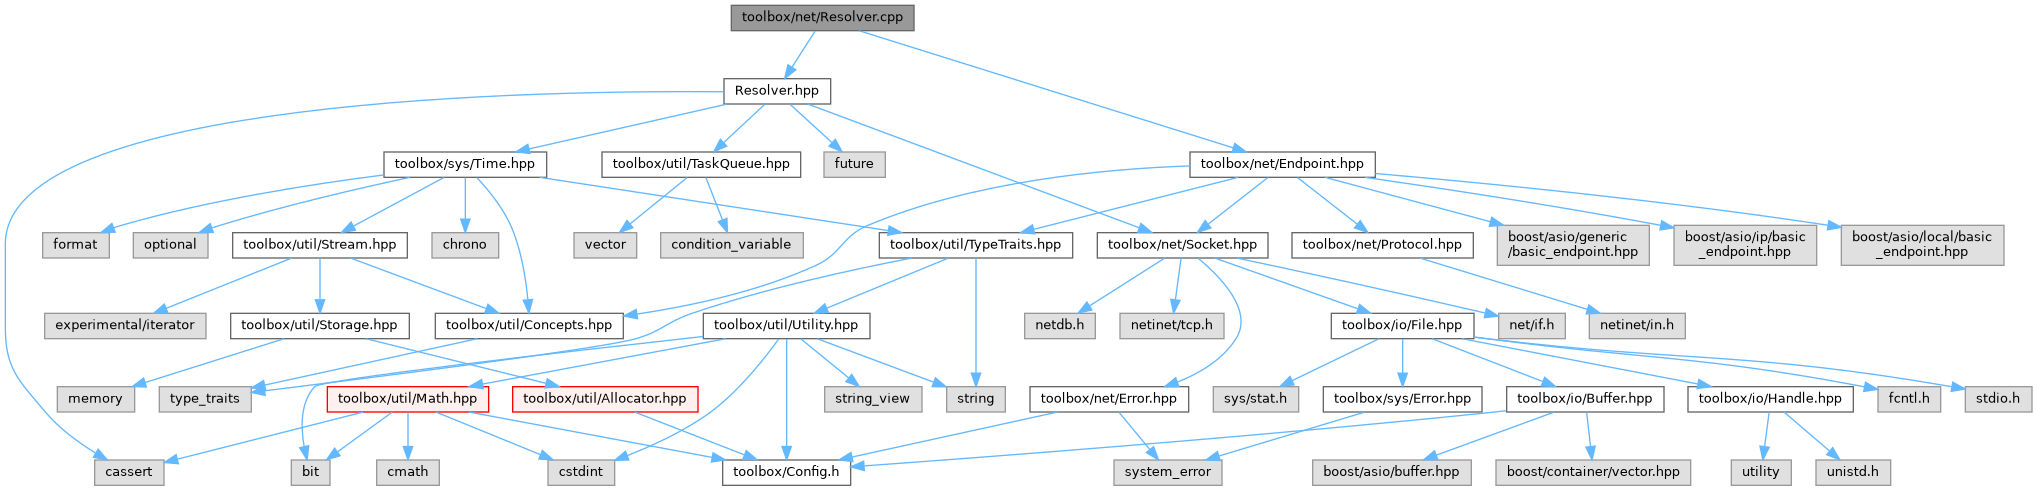 toolbox/net/Resolver.cpp
Resolver.hpp
toolbox/sys/Time.hpp
toolbox/util/TaskQueue.hpp
future
toolbox/net/Endpoint.hpp
format
optional
toolbox/util/Stream.hpp
chrono
vector
condition_variable
toolbox/util/TypeTraits.hpp
toolbox/net/Socket.hpp
toolbox/net/Protocol.hpp
boost/asio/generic
/basic_endpoint.hpp
boost/asio/ip/basic
_endpoint.hpp
boost/asio/local/basic
_endpoint.hpp
experimental/iterator
toolbox/util/Storage.hpp
toolbox/util/Concepts.hpp
toolbox/util/Utility.hpp
netdb.h
netinet/tcp.h
toolbox/io/File.hpp
net/if.h
netinet/in.h
memory
type_traits
toolbox/util/Math.hpp
toolbox/util/Allocator.hpp
string_view
string
toolbox/net/Error.hpp
sys/stat.h
toolbox/sys/Error.hpp
toolbox/io/Buffer.hpp
toolbox/io/Handle.hpp
fcntl.h
stdio.h
cassert
bit
cmath
cstdint
toolbox/Config.h
system_error
boost/asio/buffer.hpp
boost/container/vector.hpp
utility
unistd.h